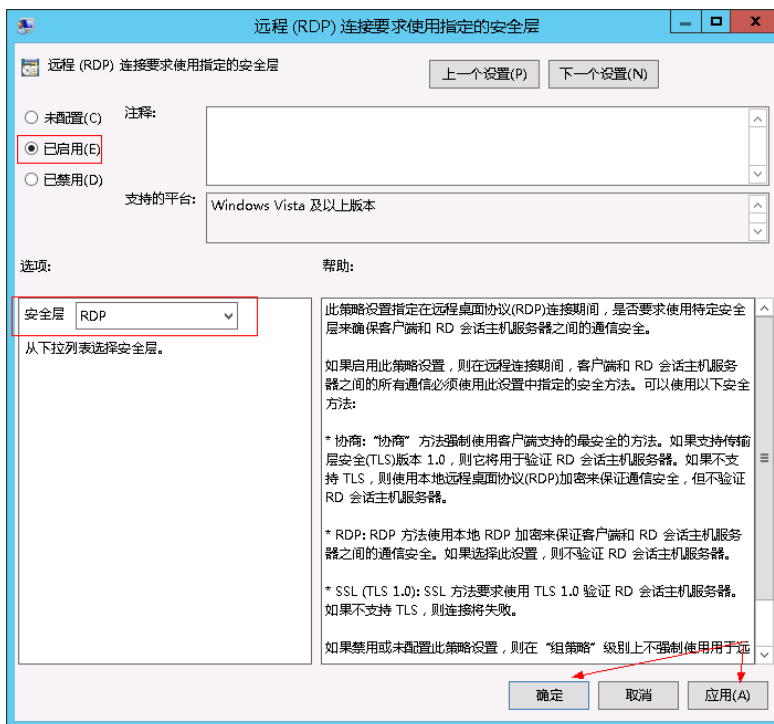 远程 (RDP) 连接要求使用指定的安全层
远程 (RDP) 连接要求使用指定的安全层
上一个设置(P)
下一个设置(N)
未配置(C)
注释:
已启用(E)
已禁用(D)
支持的平台:
Windows Vista 及以上版本
选项:
帮助:
安全层
RDP
从下拉列表选择安全层。
此策略设置指定在远程桌面协议(RDP)连接期间，是否要求使用特定安全
层来确保客户端和 RD 会话主机服务器之间的通信安全。
如果启用此策略设置，则在远程连接期间，客户端和 RD 会话主机服务
器之间的所有通信必须使用此设置中指定的安全方法。可以使用以下安全
方法:
* 协商: “协商” 方法强制使用客户端支持的最安全的方法。如果支持传输
层安全(TLS)版本 1.0，则它将用于验证 RD 会话主机服务器。如果不支
持 TLS，则使用本地远程桌面协议(RDP)加密来保证通信安全，但不验证
RD 会话主机服务器。
* RDP: RDP 方法使用本地 RDP 加密来保证客户端和 RD 会话主机服务
器之间的通信安全。如果选择此设置，则不验证 RD 会话主机服务器。
* SSL (TLS 1.0): SSL 方法要求使用 TLS 1.0 验证 RD 会话主机服务器。
如果不支持 TLS，则连接将失败。
如果禁用或未配置此策略设置，则在 “组策略” 级别上不强制使用用于远
确定
取消
应用(A)